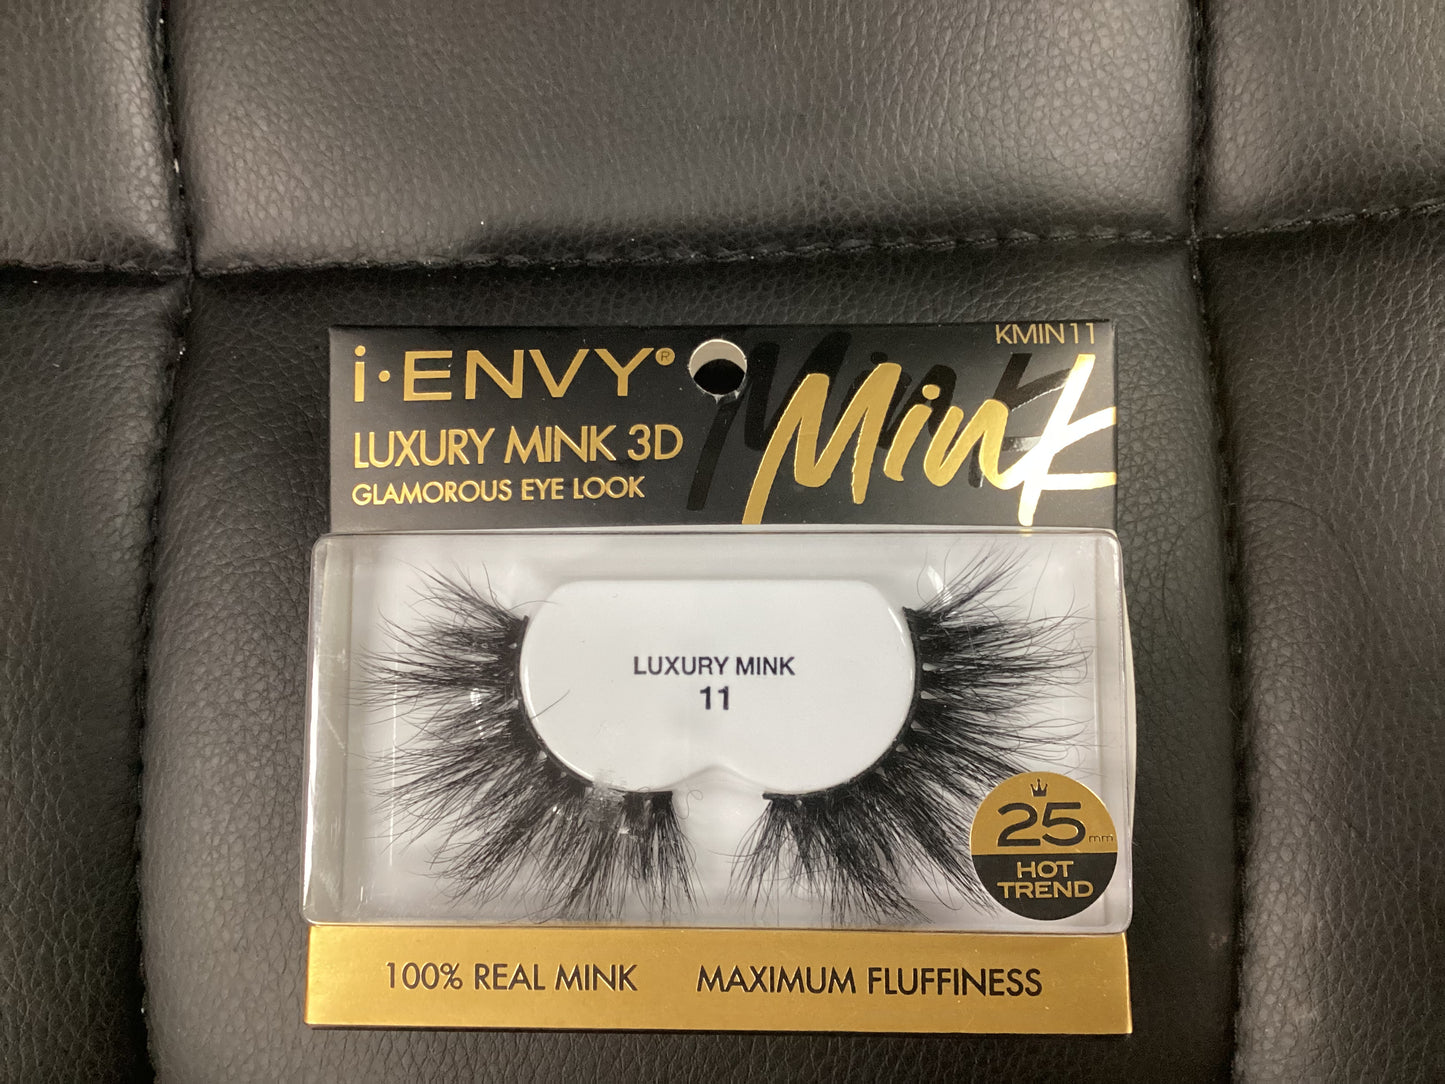 KMIN11
i·ENVY®
Mink
LUXURY MINK 3D
GLAMOROUS EYE LOOK
LUXURY MINK
11
25mm
HOT
TREND
100% REAL MINK
MAXIMUM FLUFFINESS